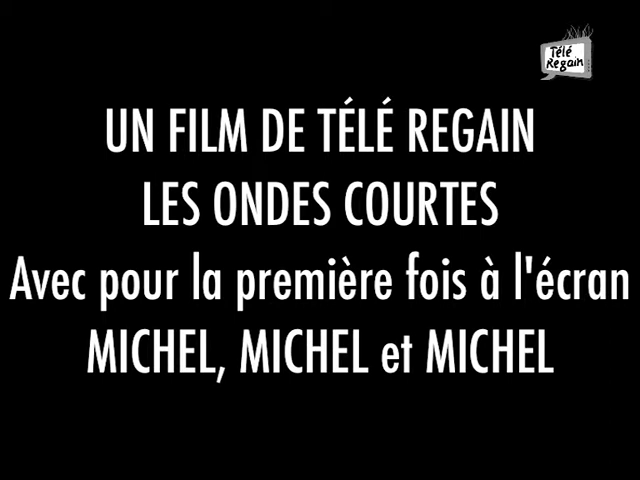 Télé
Regain
UN FILM DE TÉLÉ REGAIN
LES ONDES COURTES
Avec pour la première fois à l'écran
MICHEL, MICHEL et MICHEL